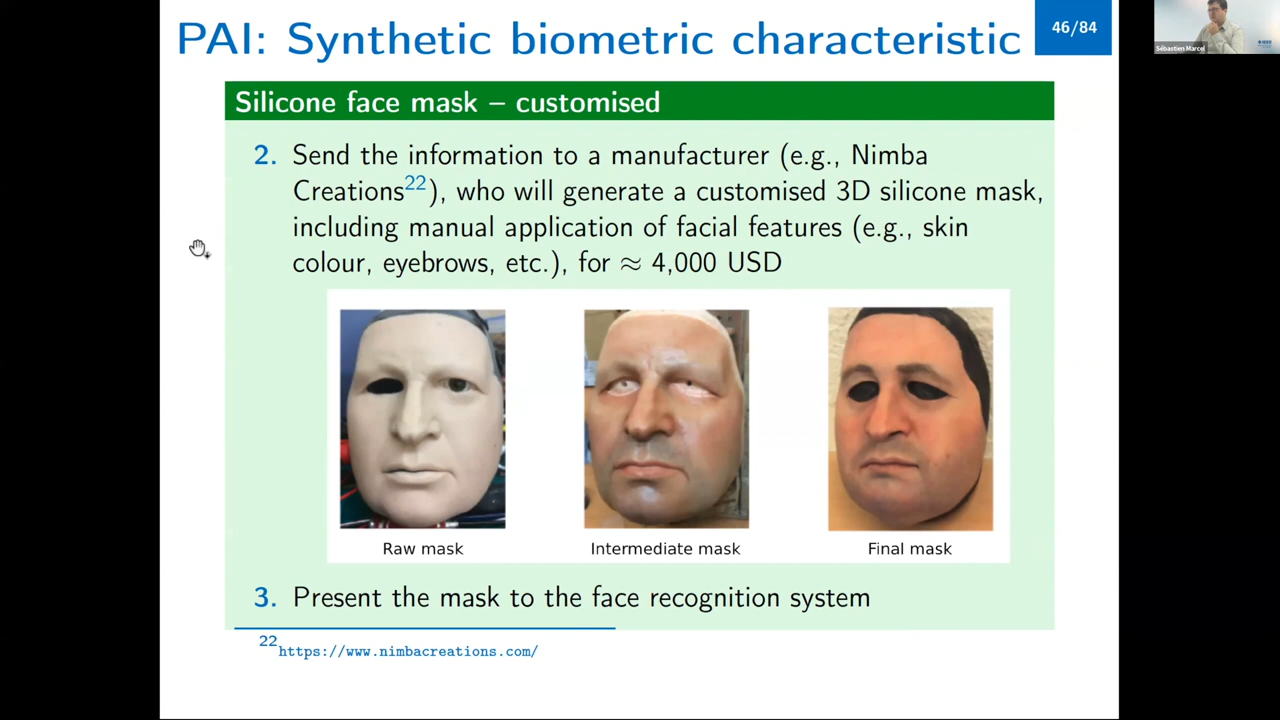 PAI: Synthetic biometric characteristic
46/84
Sébastien Marcel
Silicone face mask – customised
2. Send the information to a manufacturer (e.g., Nimba
Creations22), who will generate a customised 3D silicone mask,
including manual application of facial features (e.g., skin
colour, eyebrows, etc.), for ≈ 4,000 USD
Raw mask
Intermediate mask
Final mask
3. Present the mask to the face recognition system
22https://www.nimbacreations.com/